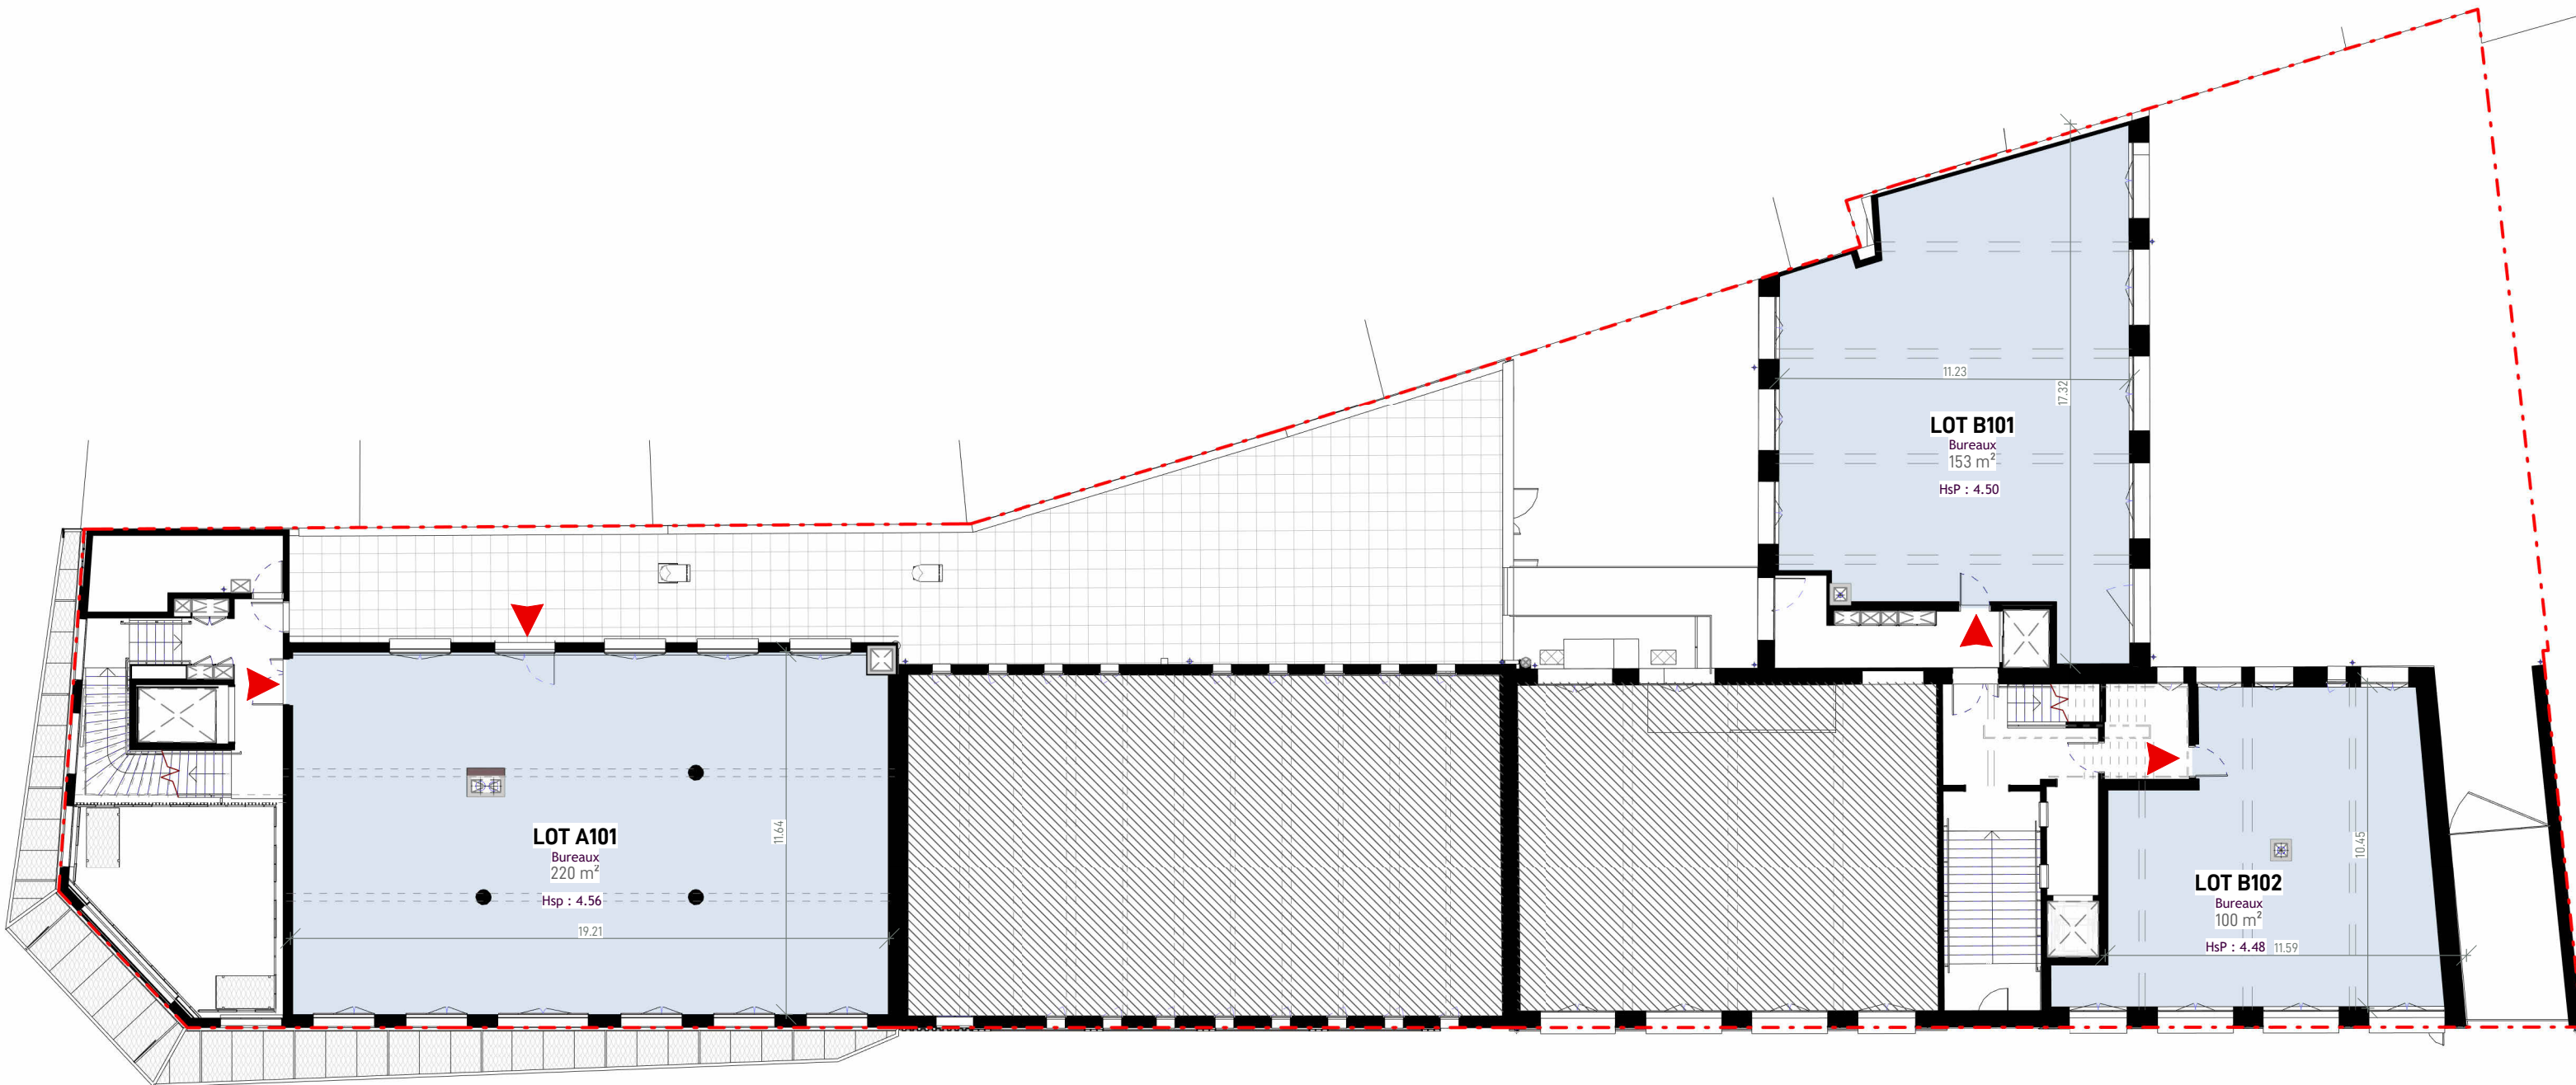 11.23
17.32
LOT B101
Bureaux
153 m²
HsP : 4.50
LOT A101
Bureaux
220 m²
Hsp : 4.56
11.64
19.21
10.45
LOT B102
Bureaux
100 m²
HsP : 4.48
11.59